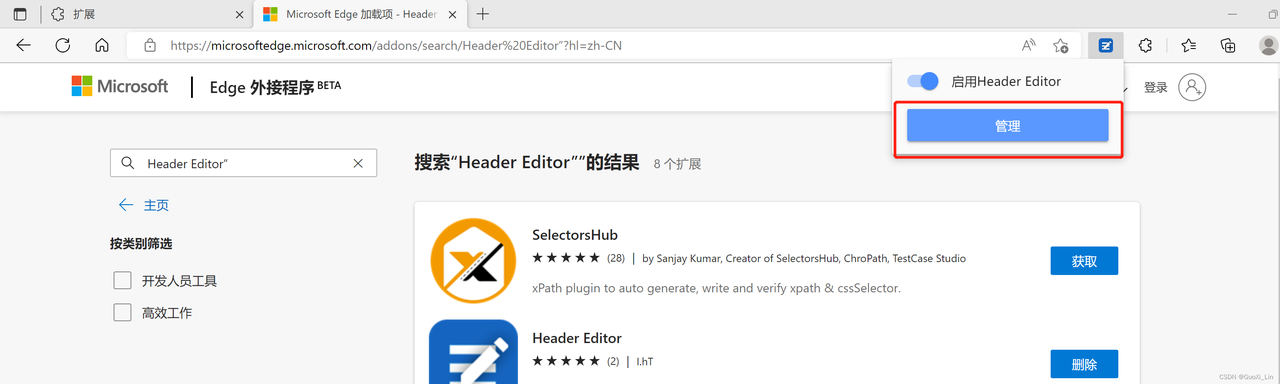 扩展
Microsoft Edge 加载项 - Header
https://microsoftedge.microsoft.com/addons/search/Header%20Editor"?hl=zh-CN
启用Header Editor
管理
Microsoft
Edge 外接程序 BETA
登录
Header Editor"
搜索“Header Editor"”的结果 8 个扩展
主页
按类别筛选
开发人员工具
高效工作
SelectorsHub
(28) | by Sanjay Kumar, Creator of SelectorsHub, ChroPath, TestCase Studio
获取
xPath plugin to auto generate, write and verify xpath & cssSelector.
Header Editor
(2) | I.hT
删除
CSDN @GuoXi_Lin